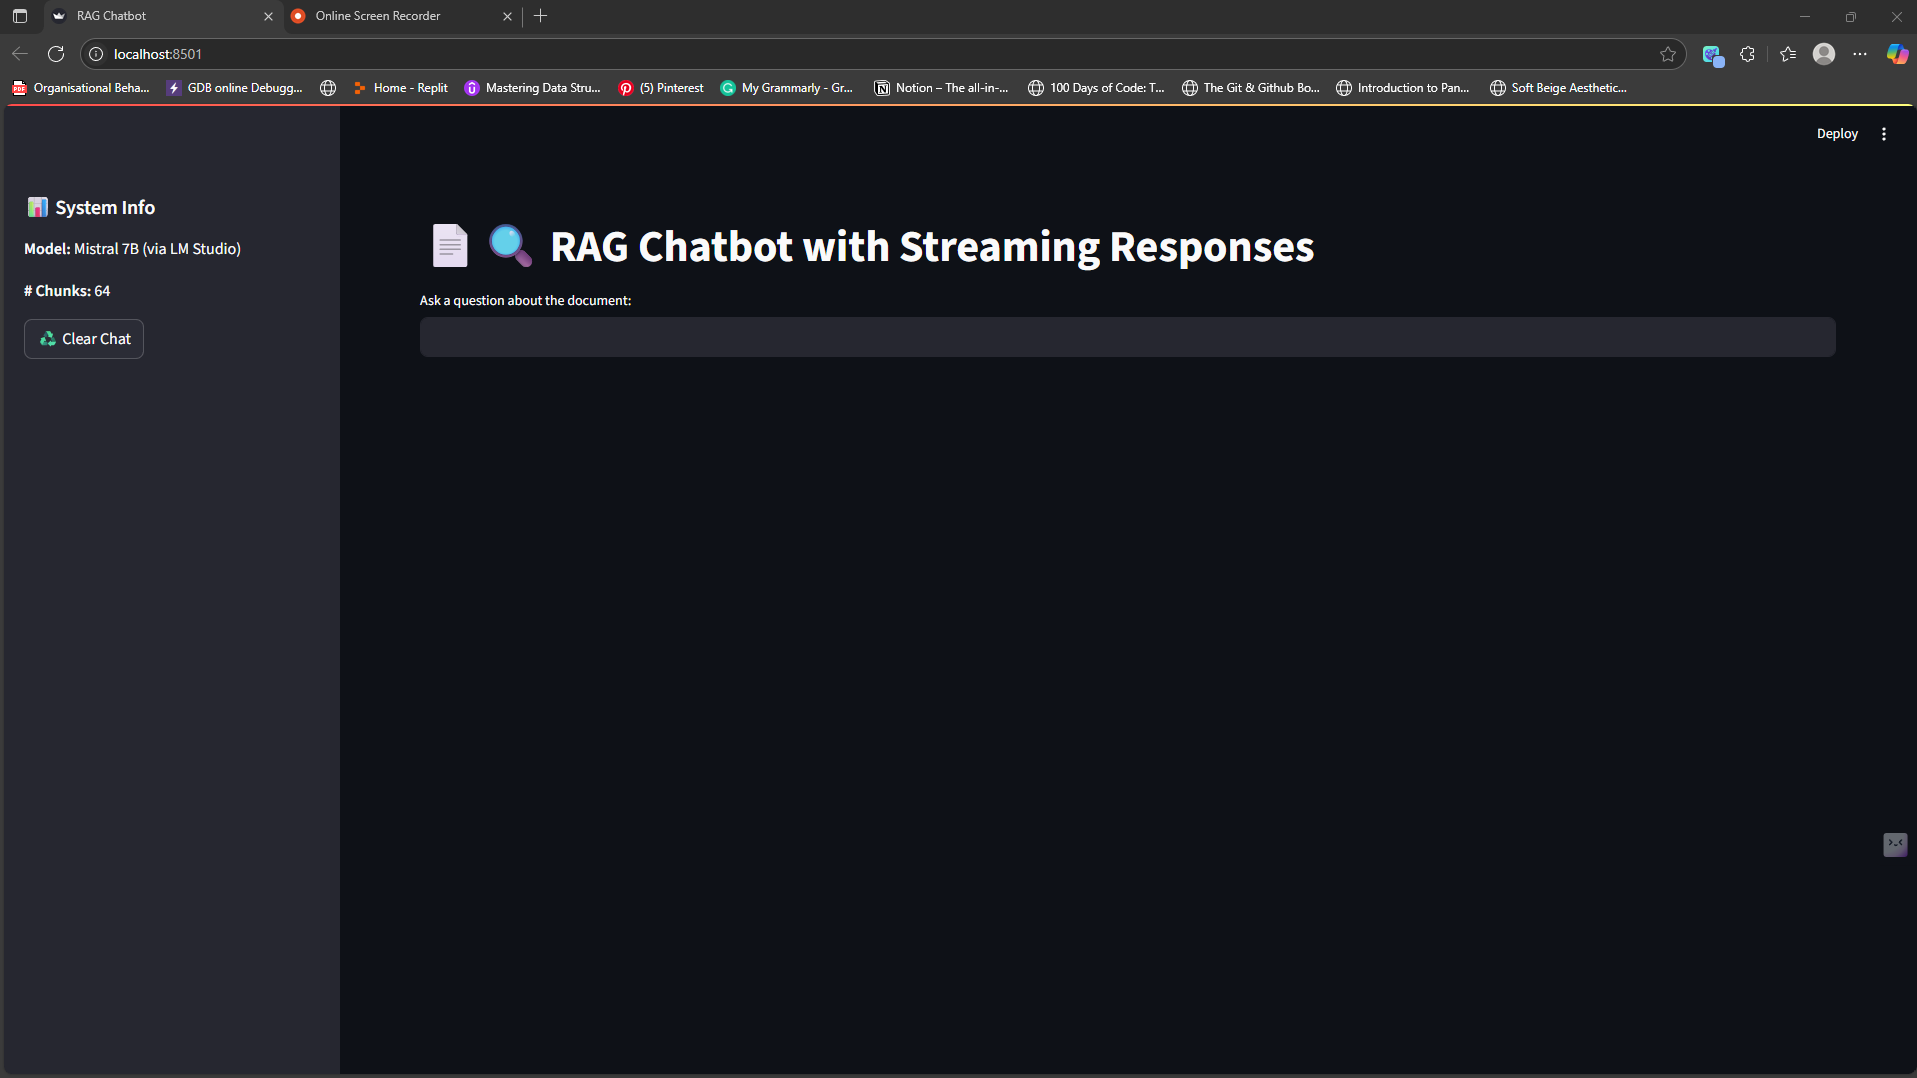 RAG Chatbot
Online Screen Recorder
localhost:8501
Organisational Beha...
GDB online Debugg...
Home - Replit
Mastering Data Stru...
(5) Pinterest
My Grammarly - Gr...
Notion – The all-in-...
100 Days of Code: T...
The Git & Github Bo...
Introduction to Pan...
Soft Beige Aesthetic...
Deploy
System Info
Model: Mistral 7B (via LM Studio)
# Chunks: 64
Clear Chat
RAG Chatbot with Streaming Responses
Ask a question about the document: